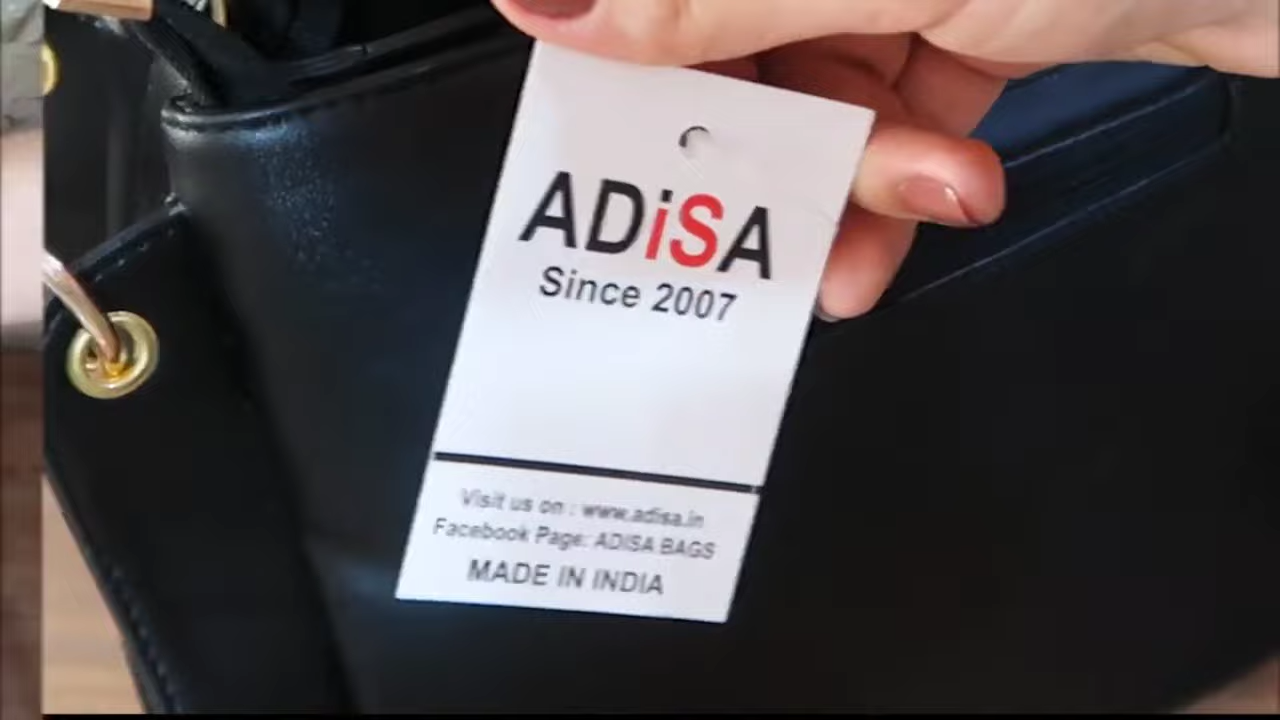 ADiSA
Since 2007
Visit us on : www.adisa.in
Facebook Page: ADISA BAGS
MADE IN INDIA